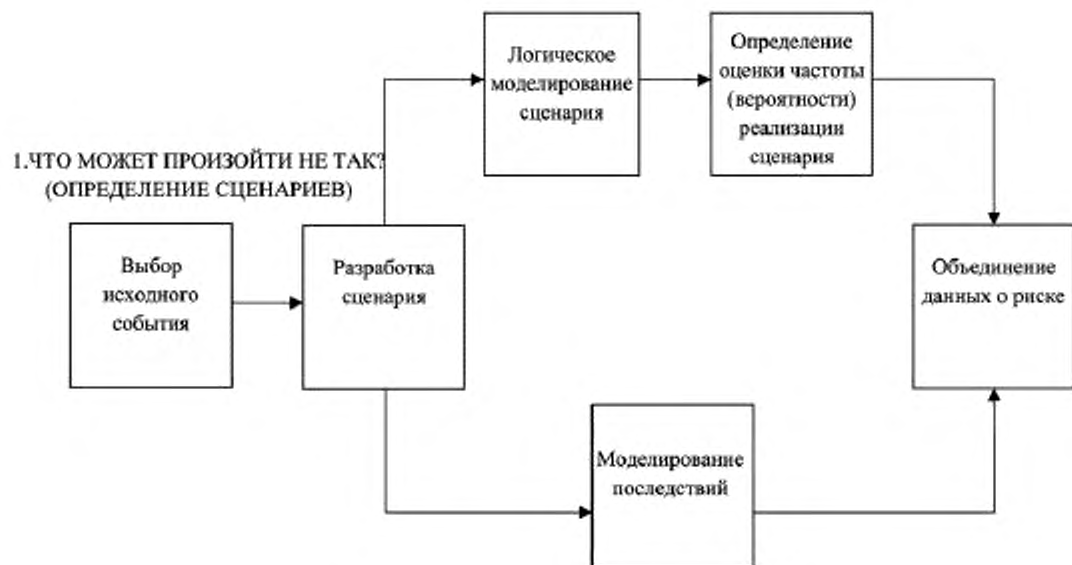 Логическое
моделирование
сценария
Определение
оценки частоты
(вероятности)
реализации
сценария
1.ЧТО МОЖЕТ ПРОИЗОЙТИ НЕ ТАК?
(ОПРЕДЕЛЕНИЕ СЦЕНАРИЕВ)
Выбор
исходного
события
Разработка
сценария
Объединение
данных о риске
Моделирование
последствий